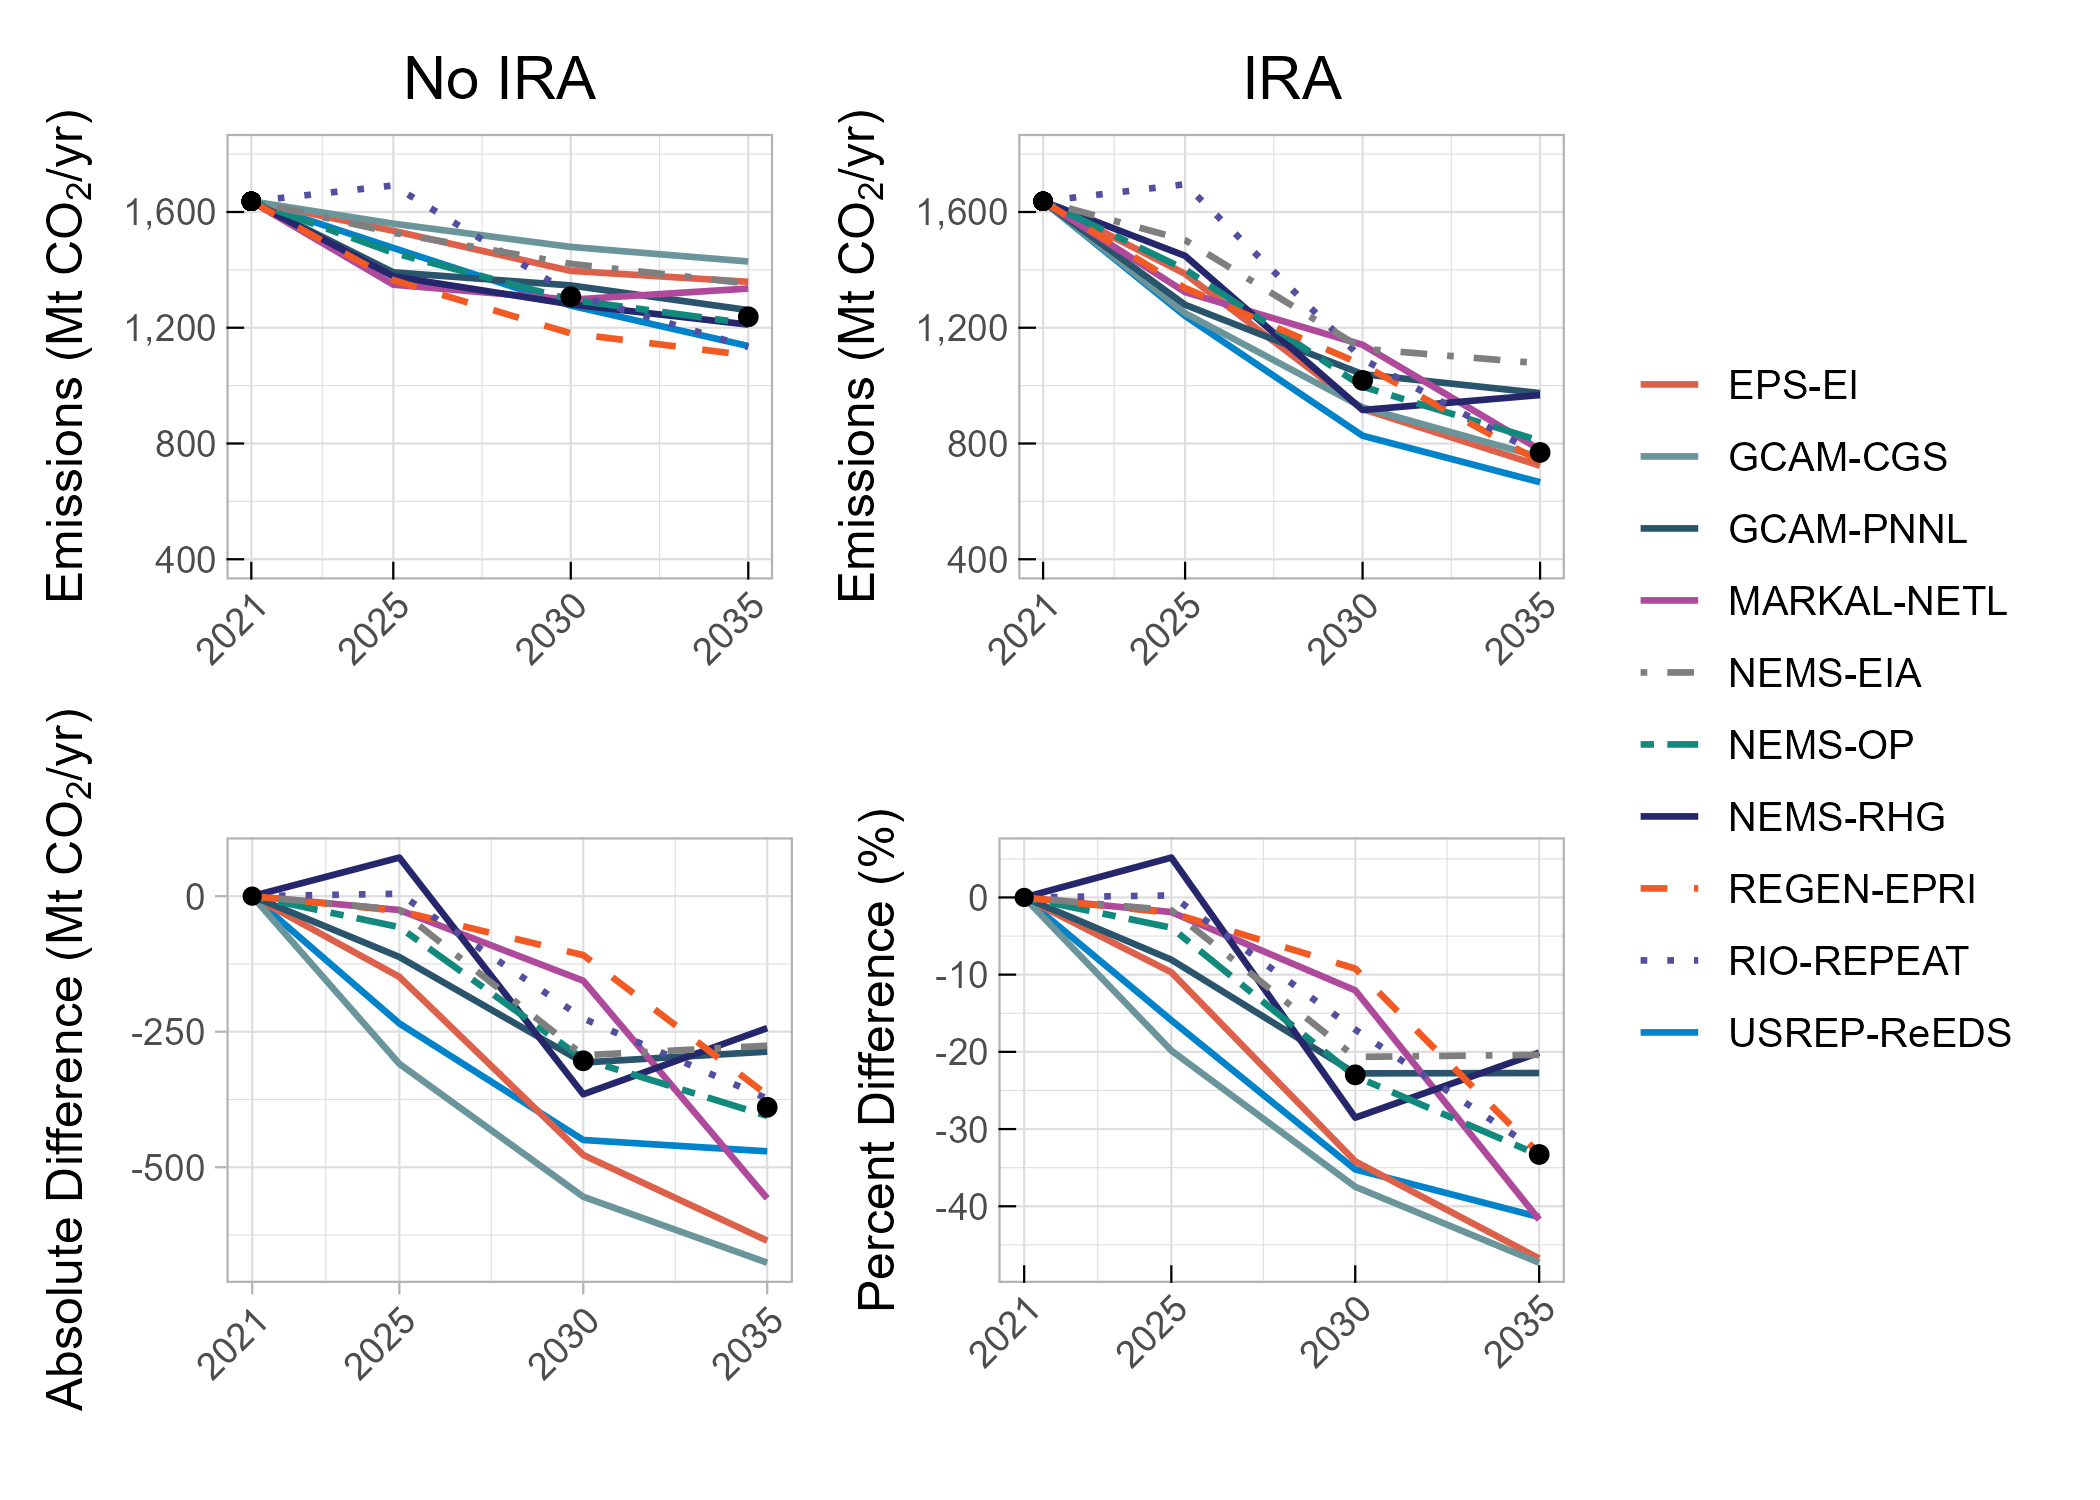 No IRA
IRA
Emissions (Mt CO₂/yr)
1,600
1,200
800
400
2021
2025
2030
2035
Emissions (Mt CO₂/yr)
1,600
1,200
800
400
2021
2025
2030
2035
Absolute Difference (Mt CO₂/yr)
0
-250
-500
2021
2025
2030
2035
Percent Difference (%)
0
-10
-20
-30
-40
2021
2025
2030
2035
EPS-EI
GCAM-CGS
GCAM-PNNL
MARKAL-NETL
NEMS-EIA
NEMS-OP
NEMS-RHG
REGEN-EPRI
RIO-REPEAT
USREP-ReEDS